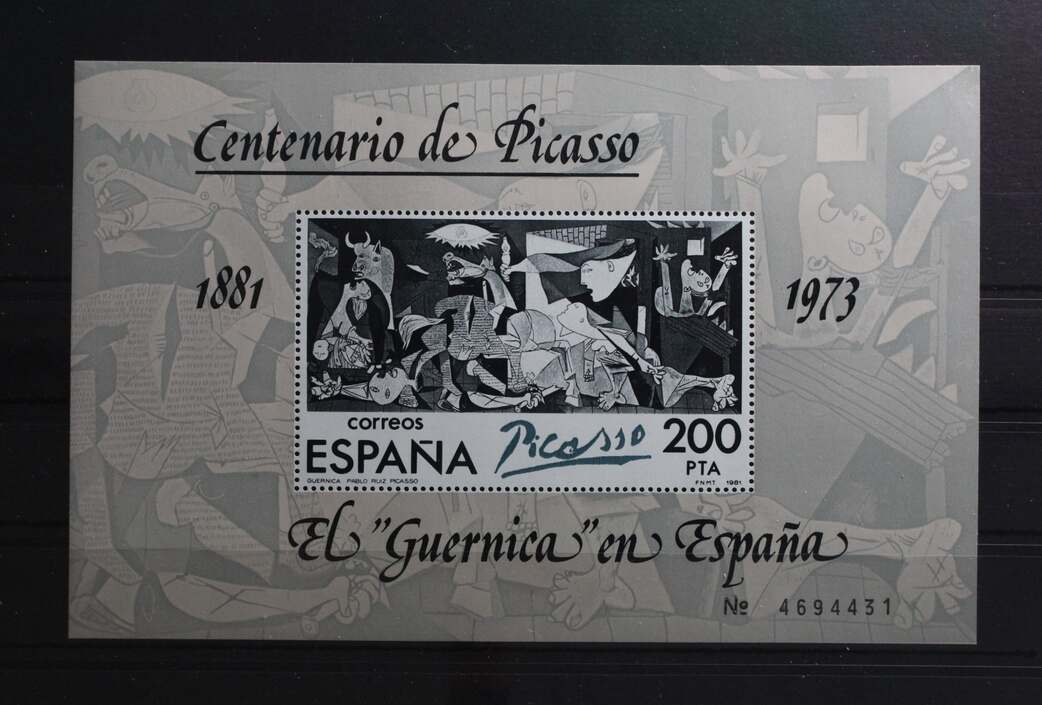 Centenario de Picasso
1881
1973
correos
ESPAÑA
Picasso
200
PTA
GUERNICA PABLO RUIZ PICASSO
FNMT 1981
El "Guernica" en España
Nº 4694431